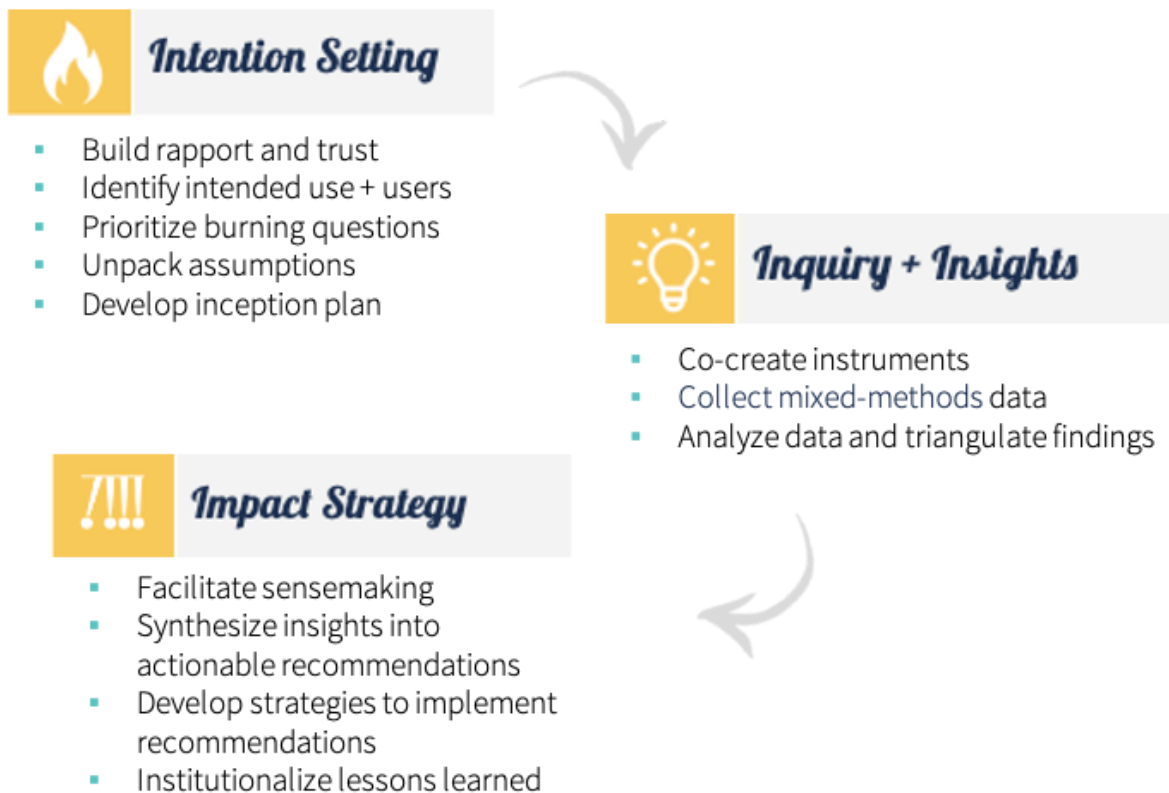 Intention Setting
Build rapport and trust
Identify intended use + users
Prioritize burning questions
Unpack assumptions
Develop inception plan
Inquiry + Insights
Co-create instruments
Collect mixed-methods data
Analyze data and triangulate findings
Impact Strategy
Facilitate sensemaking
Synthesize insights into
actionable recommendations
Develop strategies to implement
recommendations
Institutionalize lessons learned